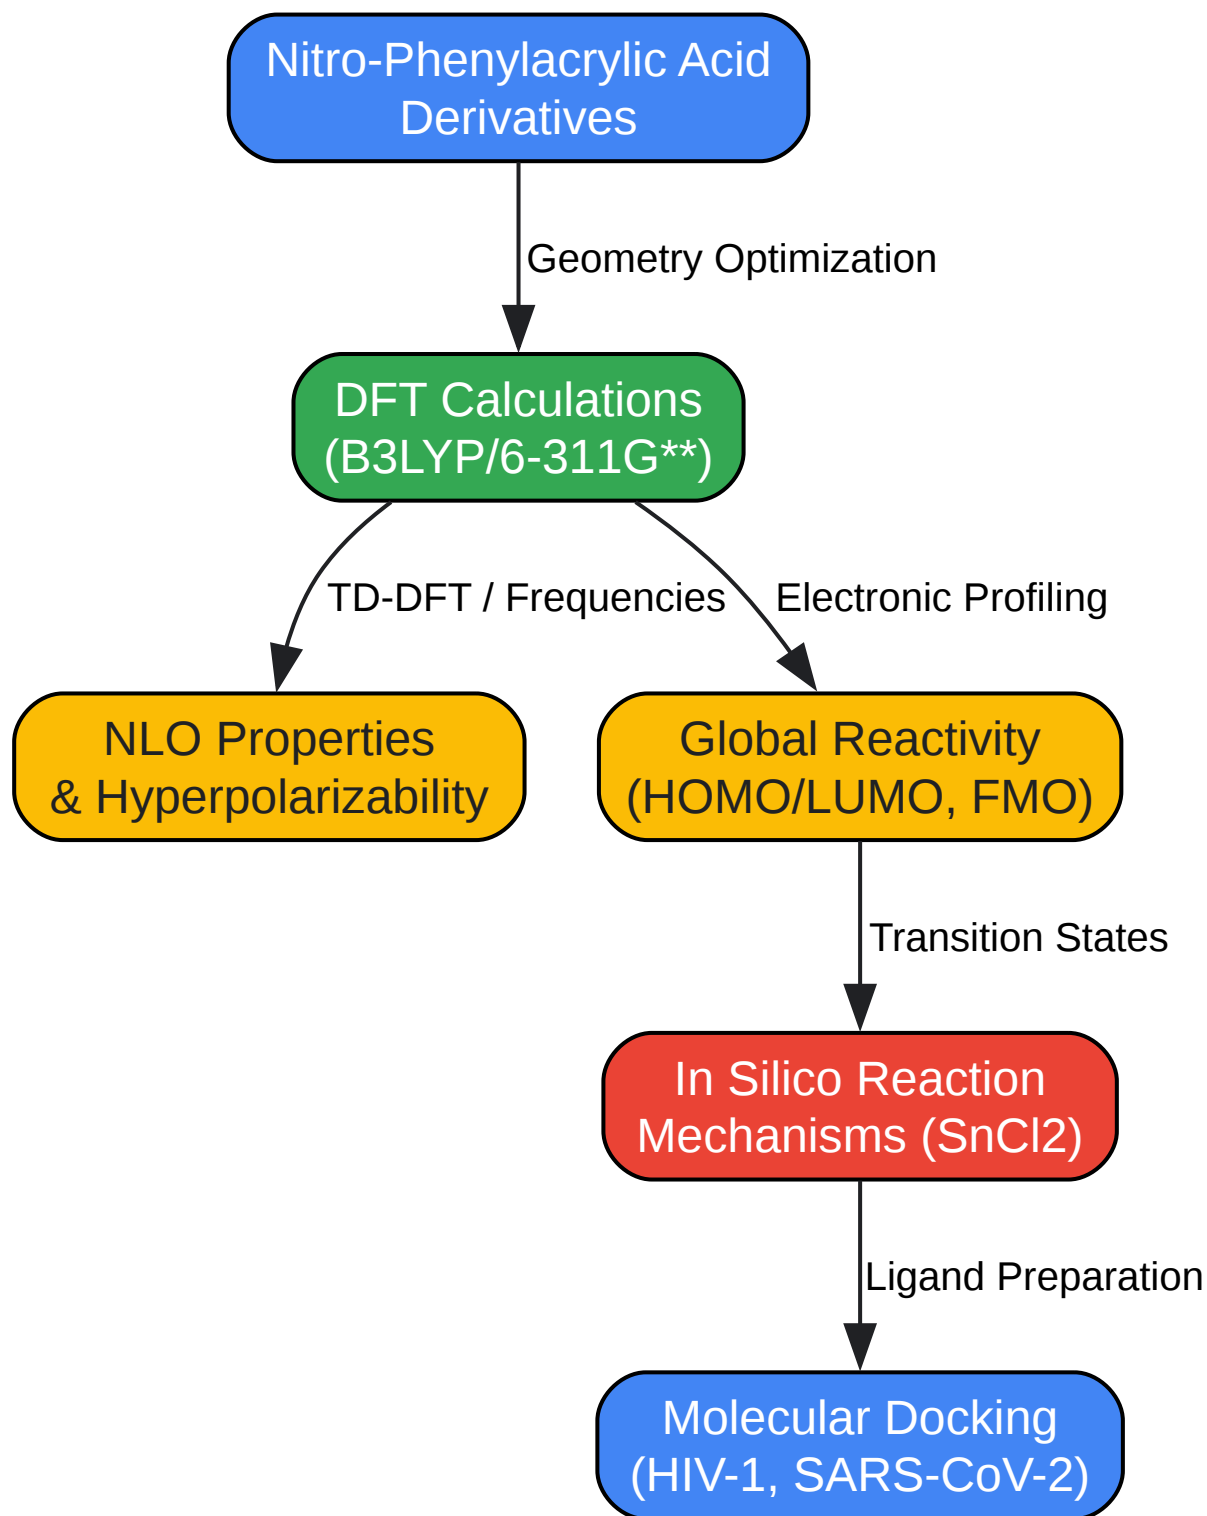 Nitro-Phenylacrylic Acid
Derivatives
Geometry Optimization
DFT Calculations
(B3LYP/6-311G**)
TD-DFT / Frequencies
Electronic Profiling
NLO Properties
& Hyperpolarizability
Global Reactivity
(HOMO/LUMO, FMO)
Transition States
In Silico Reaction
Mechanisms (SnCl2)
Ligand Preparation
Molecular Docking
(HIV-1, SARS-CoV-2)